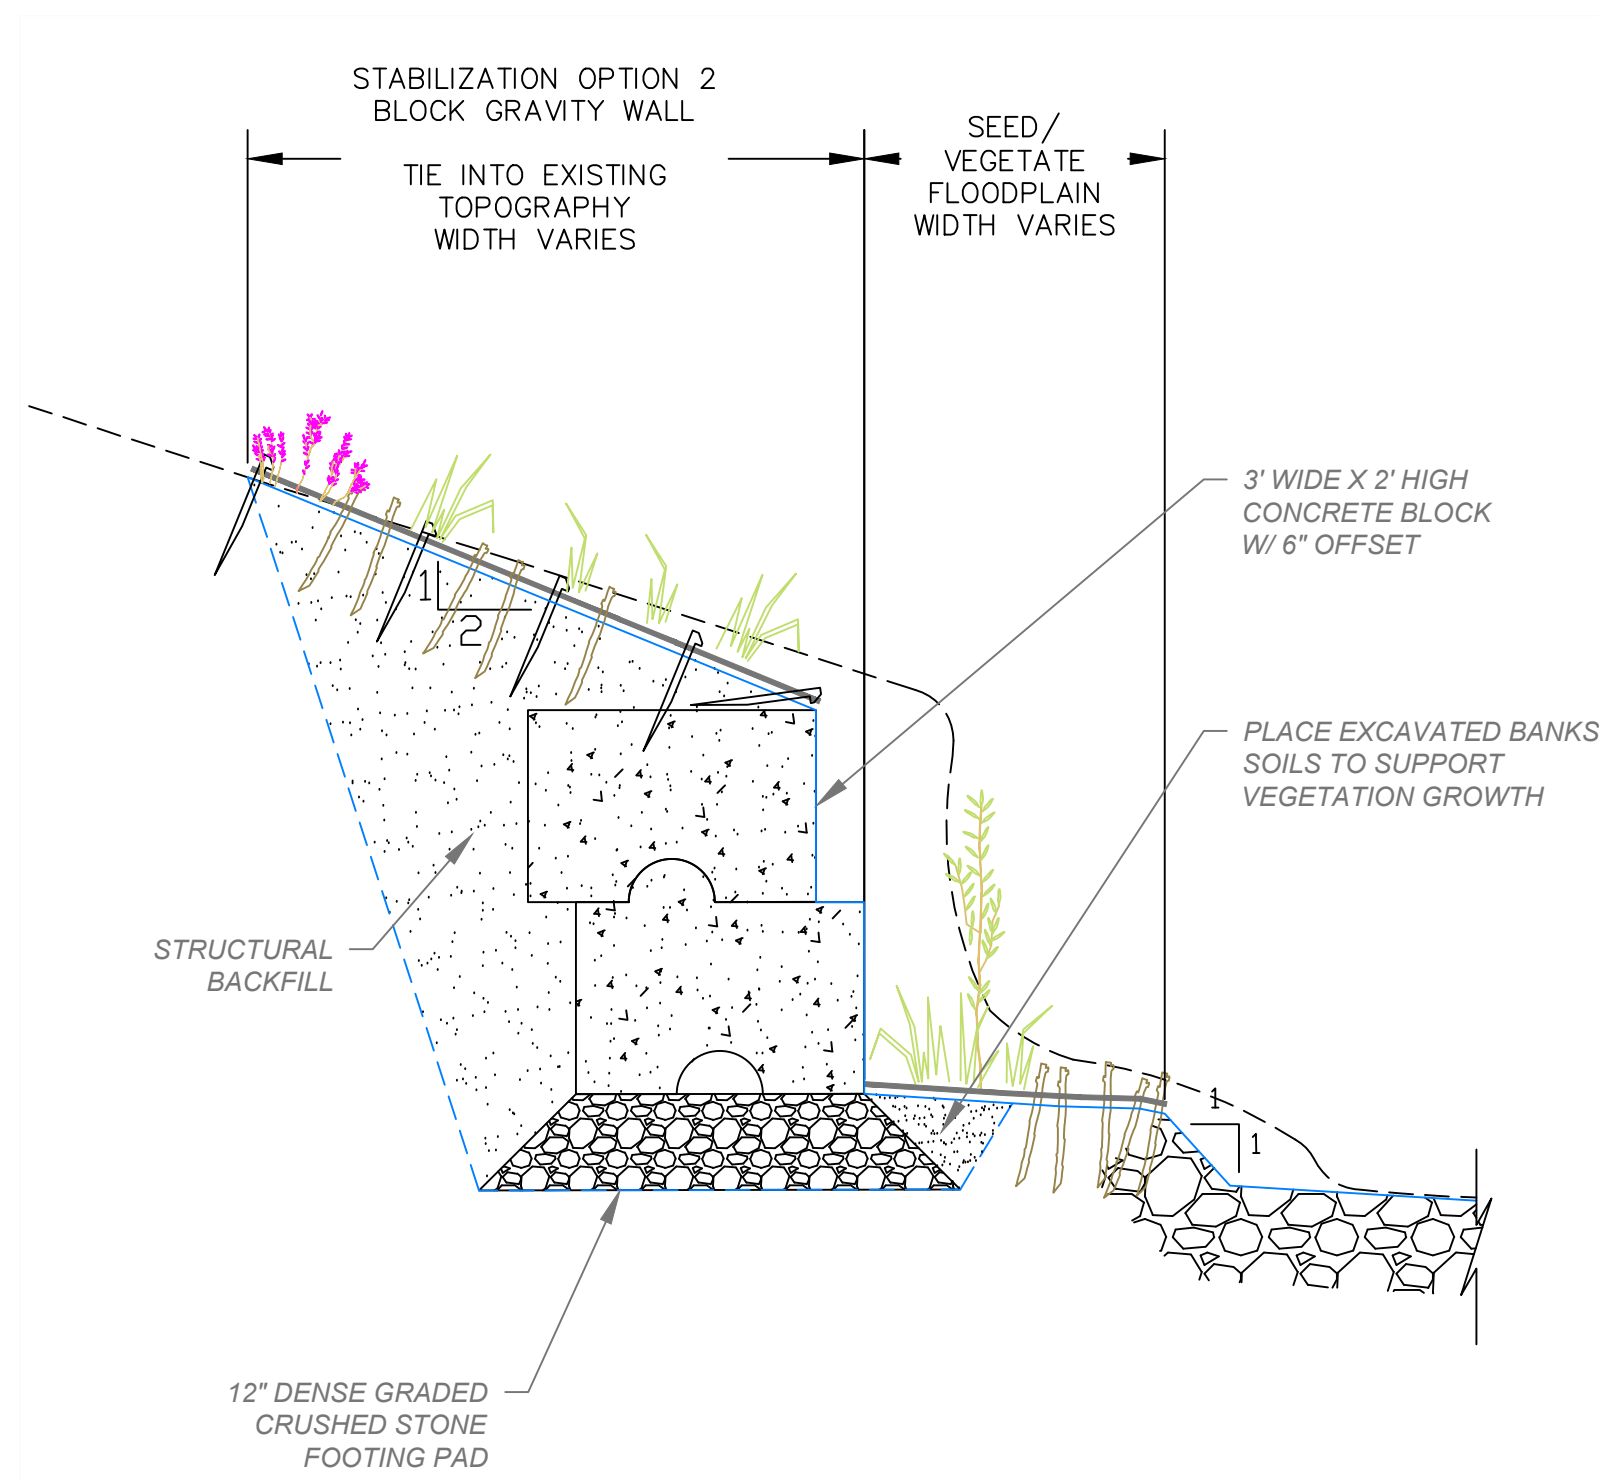 STABILIZATION OPTION 2
BLOCK GRAVITY WALL
TIE INTO EXISTING
TOPOGRAPHY
WIDTH VARIES
SEED/
VEGETATE
FLOODPLAIN
WIDTH VARIES
3' WIDE X 2' HIGH
CONCRETE BLOCK
W/ 6" OFFSET
1
2
PLACE EXCAVATED BANKS
SOILS TO SUPPORT
VEGETATION GROWTH
STRUCTURAL
BACKFILL
1
1
12" DENSE GRADED
CRUSHED STONE
FOOTING PAD